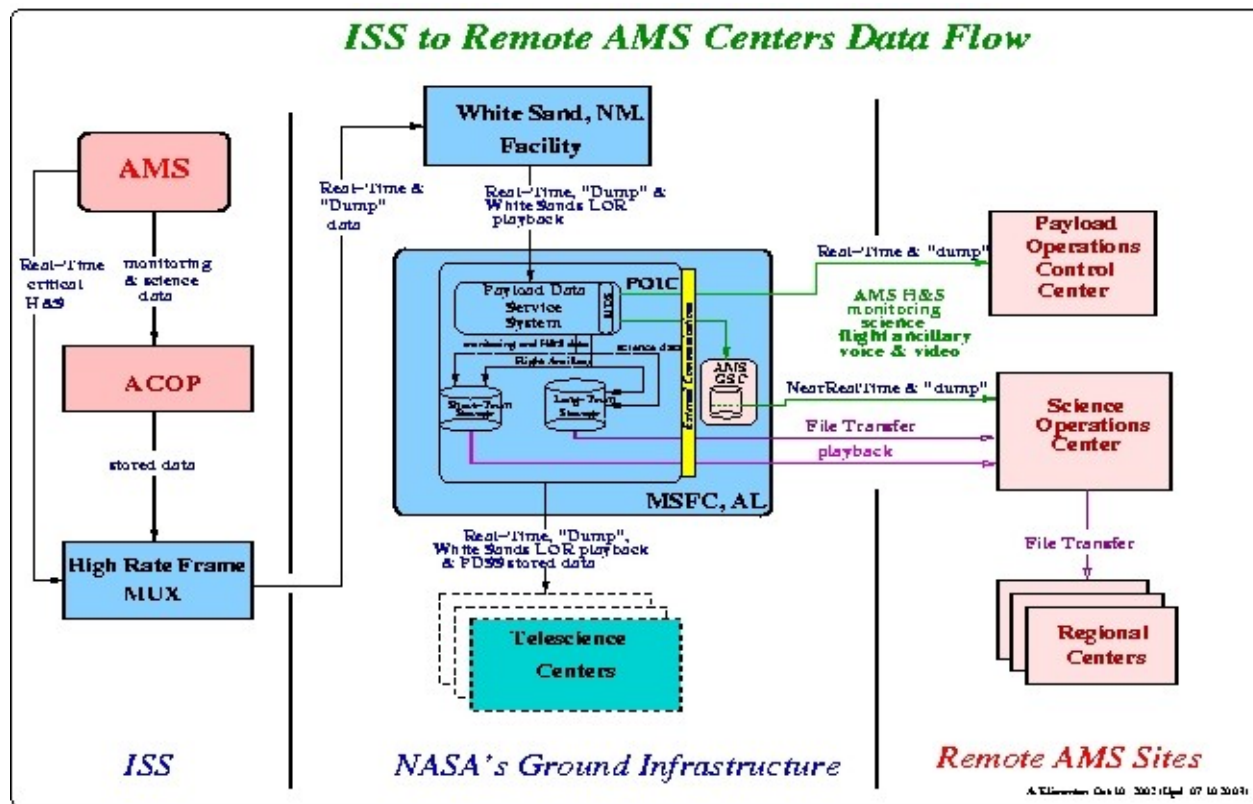 ISS to Remote AMS Centers Data Flow
White Sand, NM
Facility
AMS
Real-Time &
"Dump"
data
Real-Time, "Dump" &
White Sands LOR
playback
Real-Time
critical
H&S
monitoring
& science
data
POIC
Payload Data
Service
System
monitoring and H&S data
science data
Flight Ancillary
Short-Term
Storage
Long-Term
Storage
External Communications
AMS
GSC
Real-Time & "dump"
Payload
Operations
Control
Center
AMS H&S
monitoring
science
flight ancillary
voice & video
ACOP
NearRealTime & "dump"
Science
Operations
Center
File Transfer
playback
stored data
MSFC, AL
High Rate Frame
MUX
Real-Time, "Dump",
White Sands LOR playback
& PDSS stored data
File Transfer
Telescience
Centers
Regional
Centers
ISS
NASA's Ground Infrastructure
Remote AMS Sites